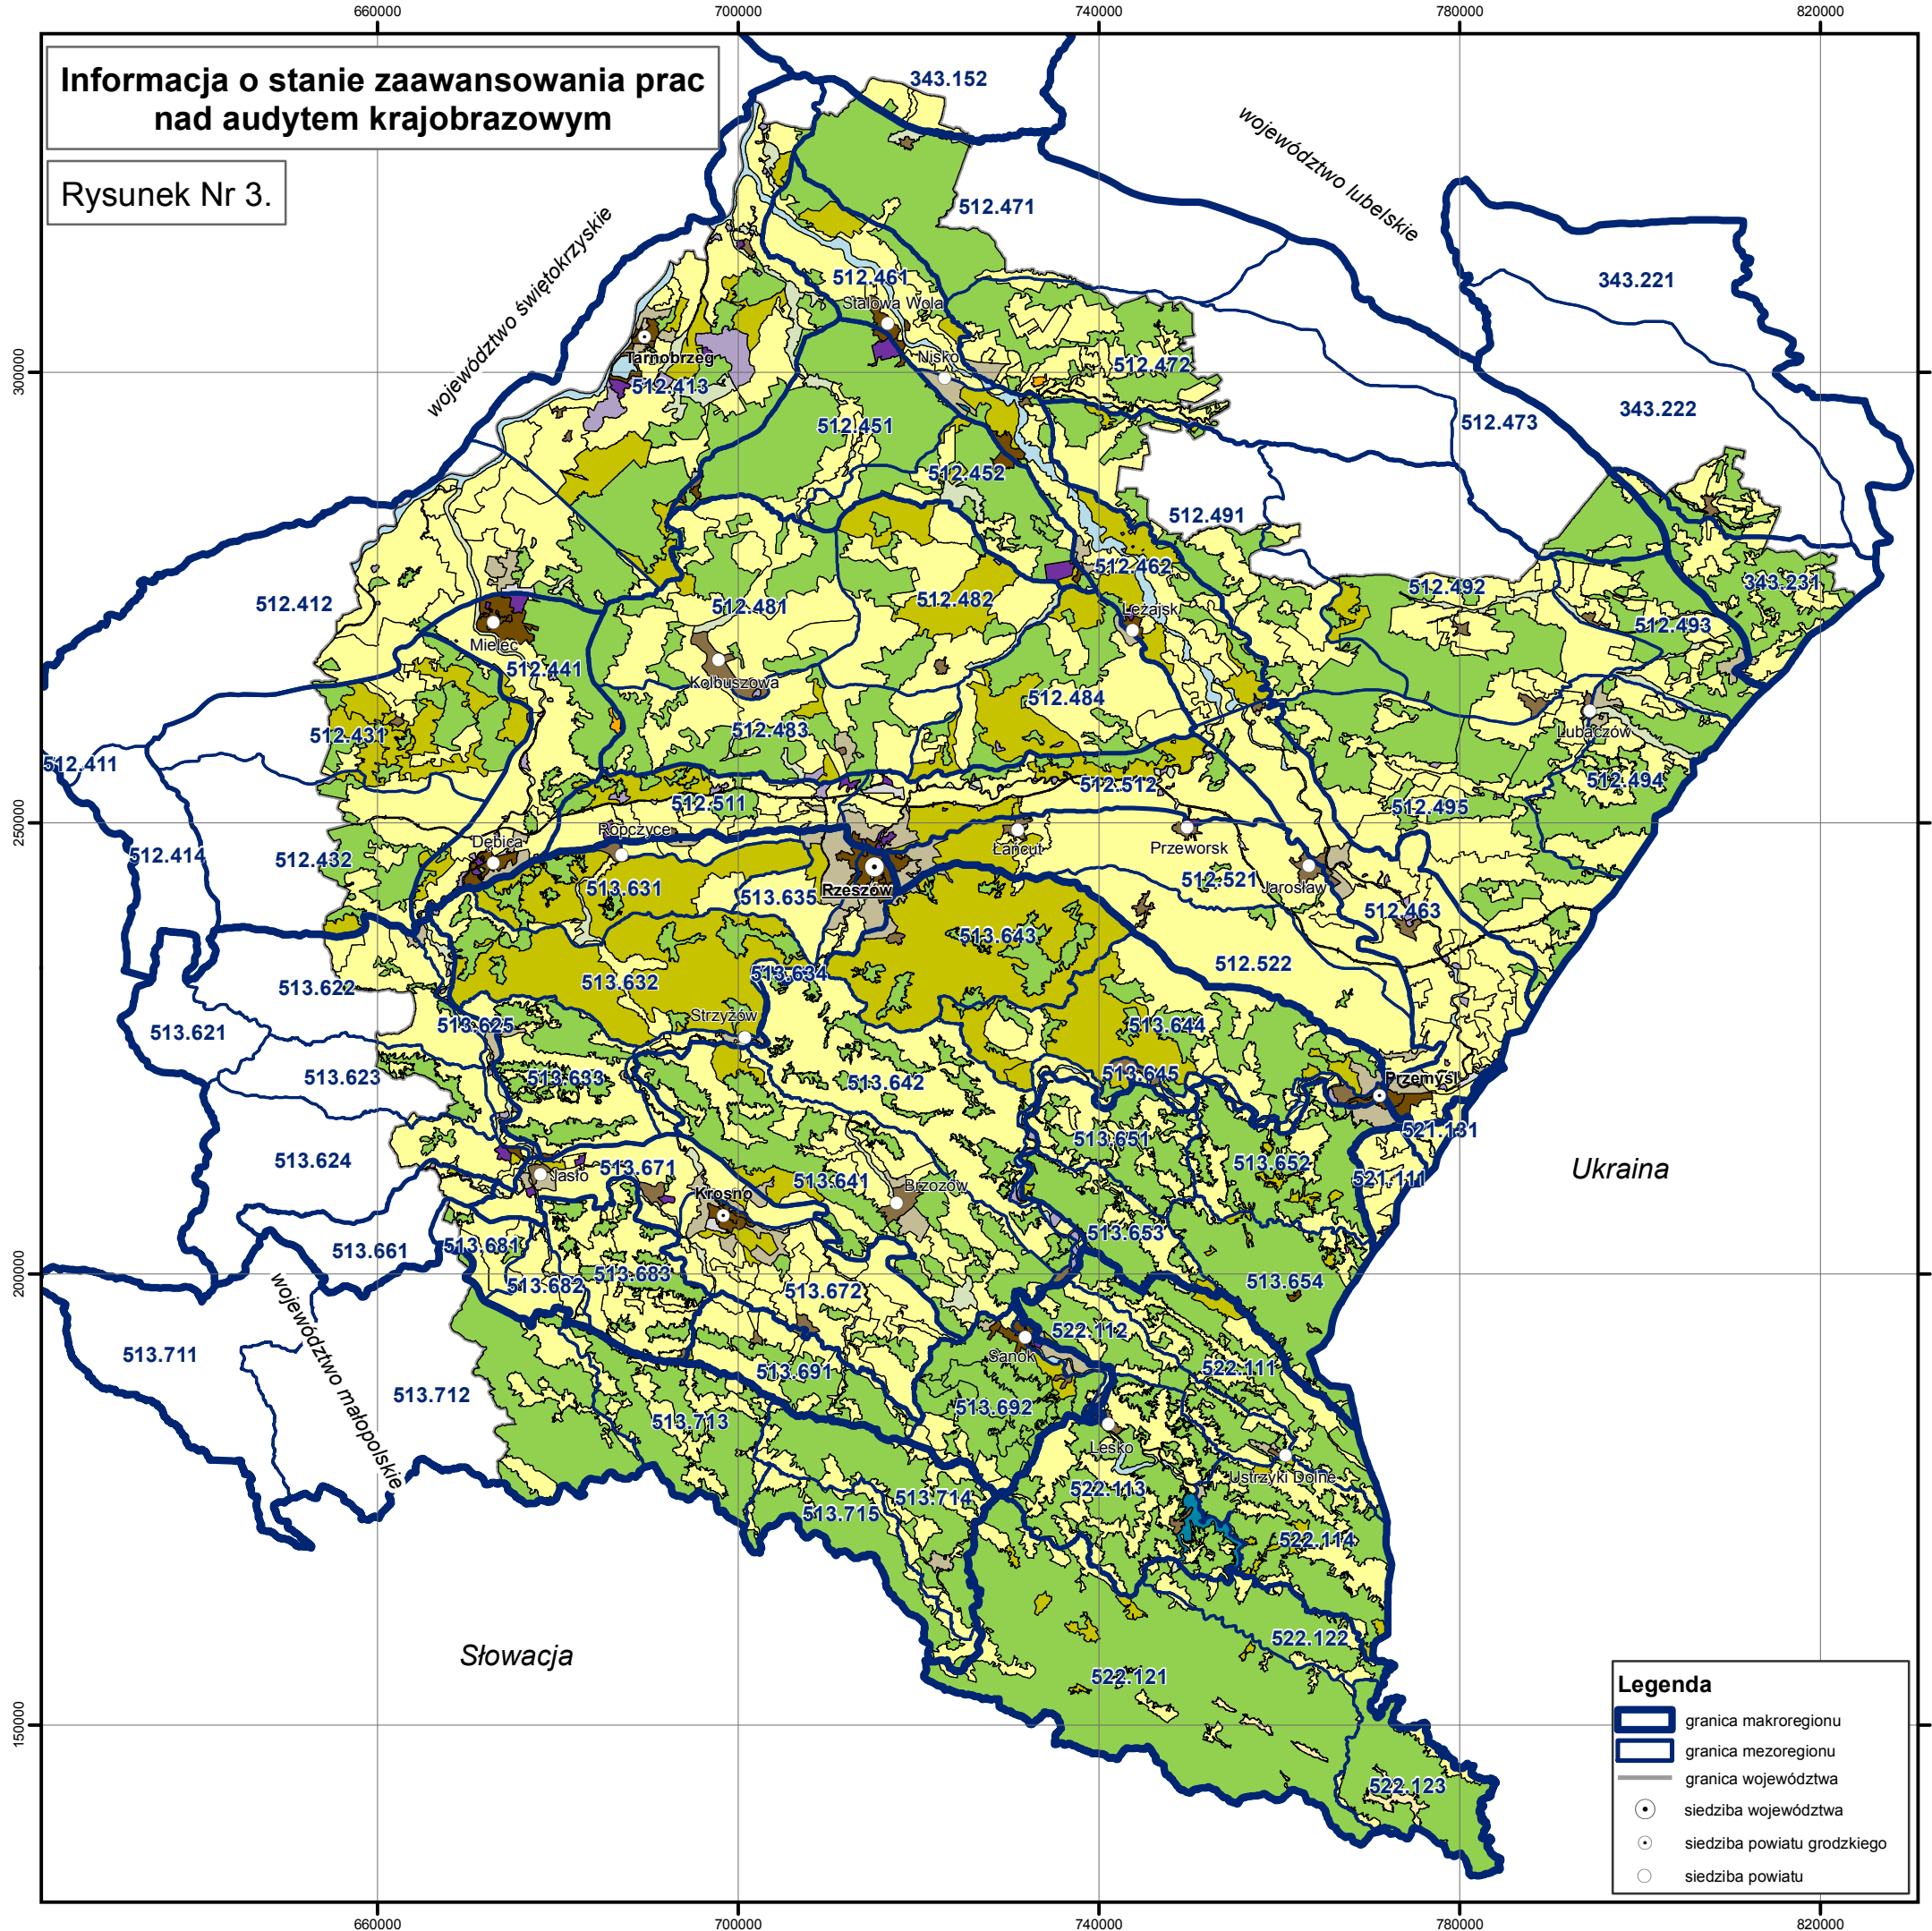 660000
700000
740000
780000
820000
Informacja o stanie zaawansowania prac
nad audytem krajobrazowym
Rysunek Nr 3.
343.152
województwo lubelskie
województwo świętokrzyskie
512.471
512.461
Stalowa Wola
343.221
300000
Tarnobrzeg
512.413
Nisko
512.472
343.222
512.473
512.451
512.452
512.491
512.462
512.492
343.231
512.412
512.481
512.482
Leżajsk
512.493
Mielec
512.441
Kolbuszowa
512.484
512.431
512.483
Lubaczów
512.411
512.494
512.512
512.511
512.495
250000
Ropczyce
Dębica
Łańcut
Przeworsk
512.414
512.432
513.631
513.635
Rzeszów
512.521
Jarosław
512.463
513.643
512.522
513.634
513.632
513.622
Strzyżów
513.625
513.644
513.621
513.623
513.633
513.642
513.645
Przemyśl
521.131
513.651
513.624
513.671
513.652
Ukraina
521.111
Jasło
513.641
Brzozów
Krosno
513.653
513.661
513.681
200000
513.682
513.683
513.672
513.654
województwo małopolskie
522.112
513.711
Sanok
513.691
522.111
513.712
513.692
513.713
Lesko
Ustrzyki Dolne
522.113
513.714
513.715
522.114
522.122
Słowacja
522.121
150000
522.123
Legenda
granica makroregionu
granica mezoregionu
granica województwa
siedziba województwa
siedziba powiatu grodzkiego
siedziba powiatu
660000
700000
740000
780000
820000